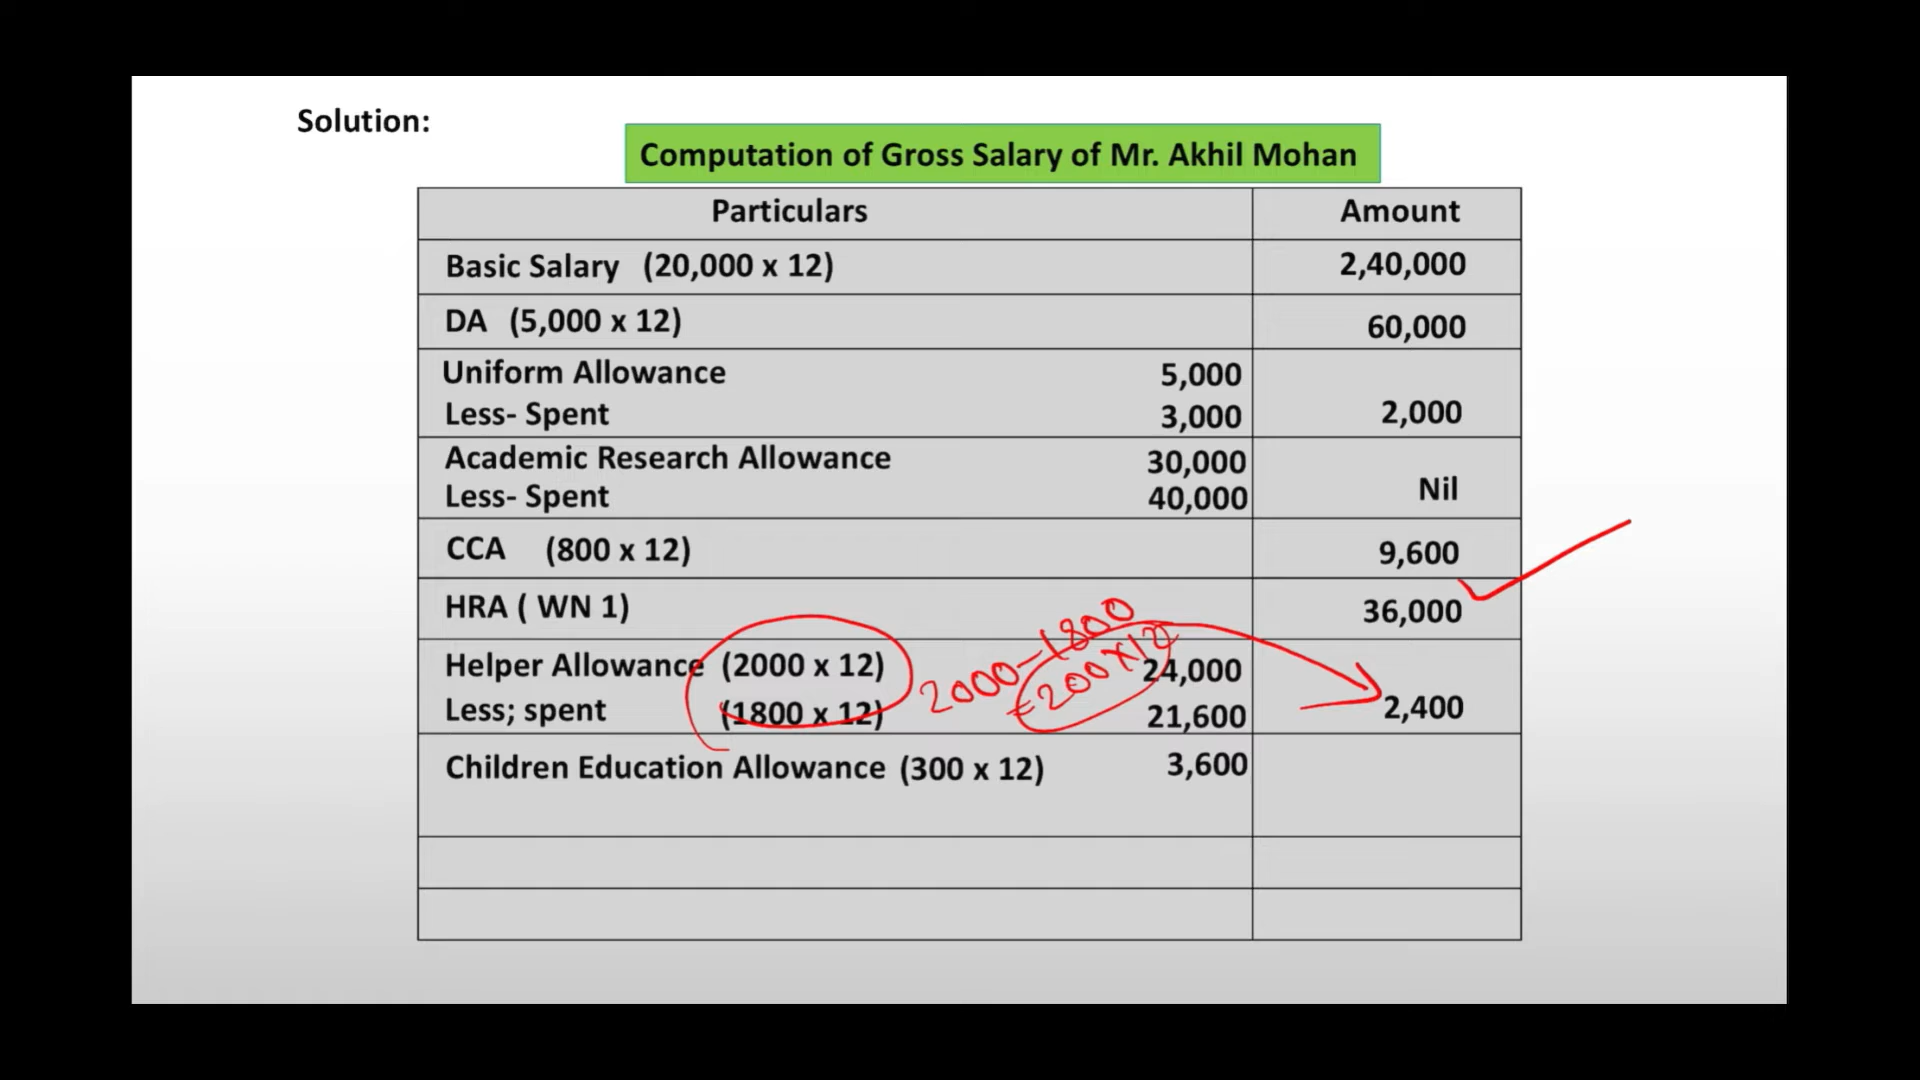 Solution:
Computation of Gross Salary of Mr. Akhil Mohan
Particulars Amount
Basic Salary (20,000 x 12) 2,40,000
DA (5,000 x 12) 60,000
Uniform Allowance 5,000
Less- Spent 3,000 2,000
Academic Research Allowance 30,000
Less- Spent 40,000 Nil
CCA (800 x 12) 9,600
HRA ( WN 1) 36,000
Helper Allowance (2000 x 12) 24,000
2000-1800
=200x12
Less; spent (1800 x 12) 21,600 2,400
Children Education Allowance (300 x 12) 3,600